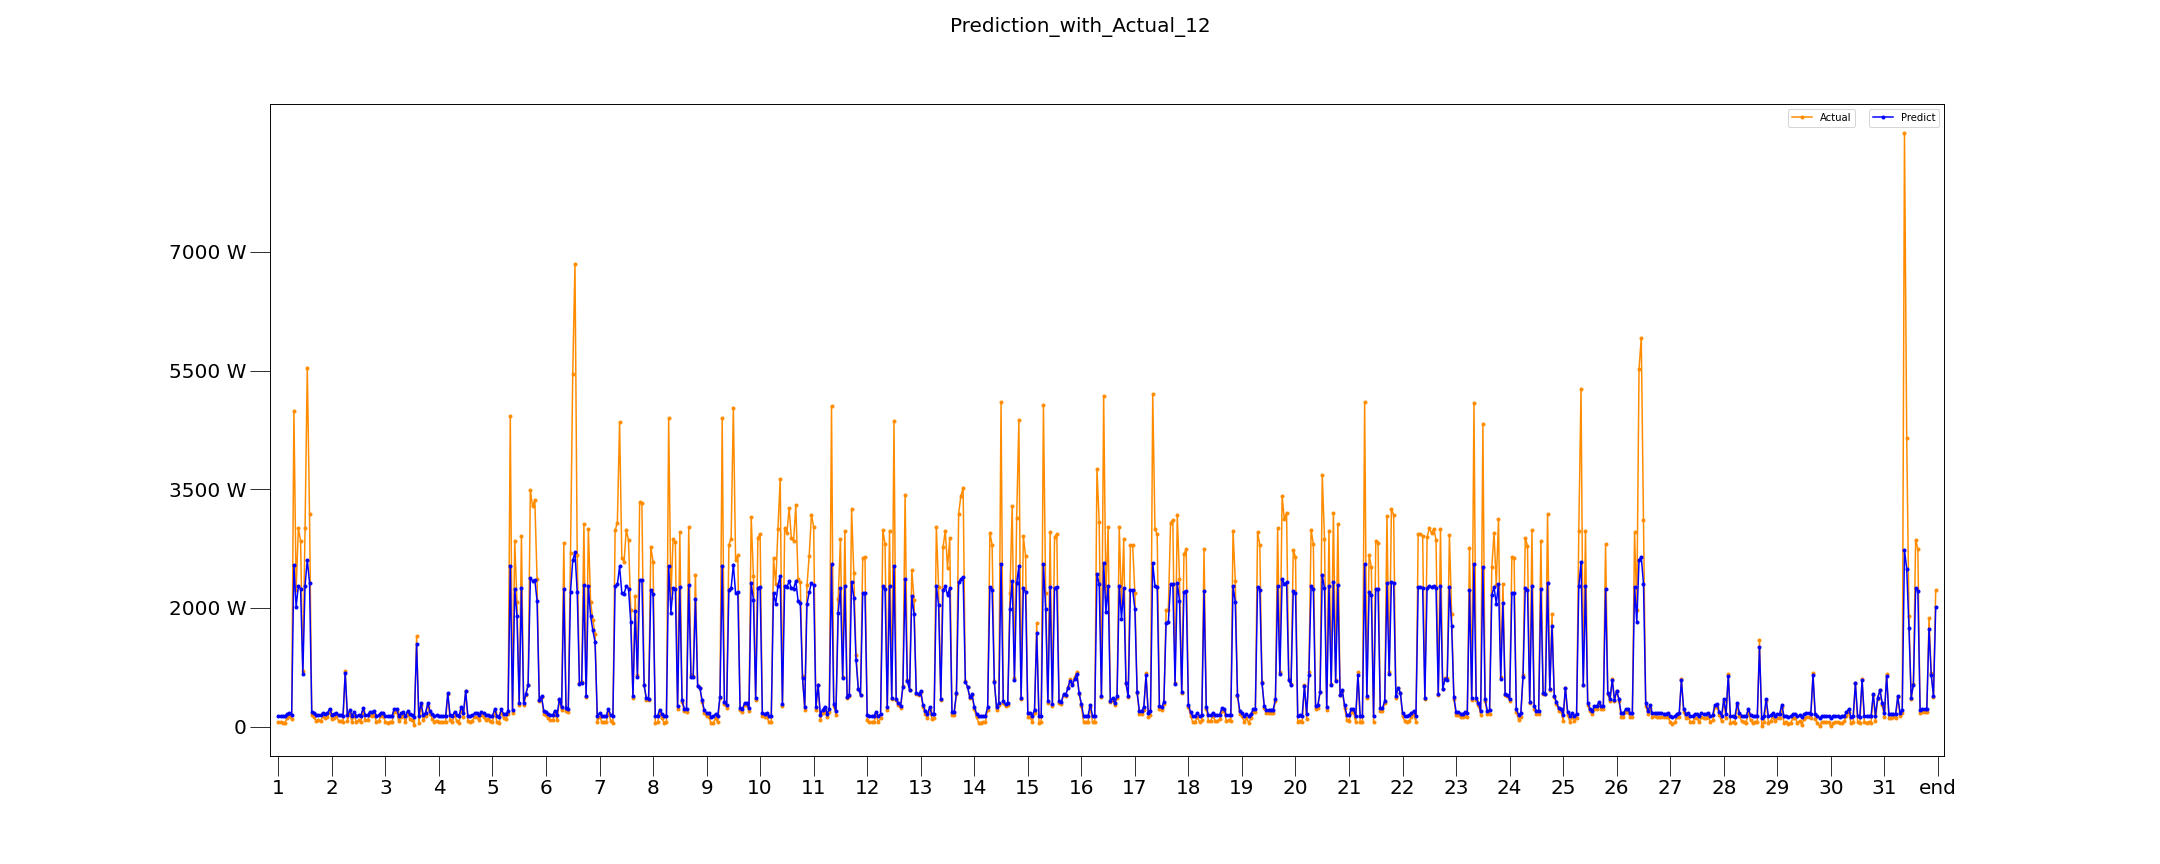 Prediction_with_Actual_12
Actual Predict
7000 W
5500 W
3500 W
2000 W
0
1 2 3 4 5 6 7 8 9 10 11 12 13 14 15 16 17 18 19 20 21 22 23 24 25 26 27 28 29 30 31 end